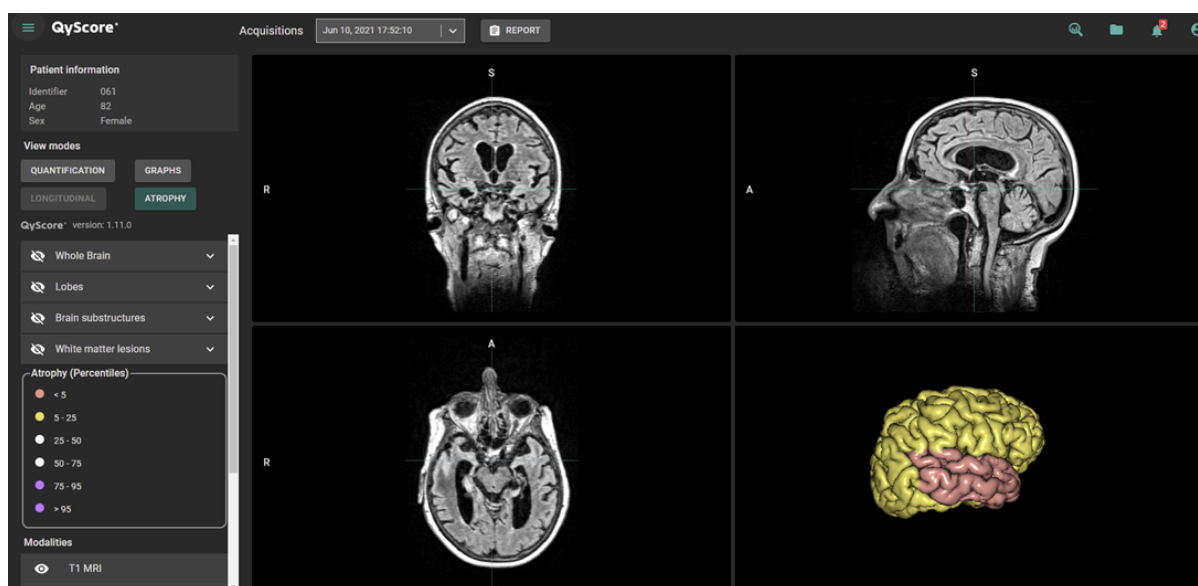 QyScore®
Acquisitions
Jun 10, 2021 17:52:10
REPORT
2
Patient information
Identifier 061
Age 82
Sex Female
View modes
QUANTIFICATION GRAPHS
LONGITUDINAL ATROPHY
QyScore® version: 1.11.0
Whole Brain
Lobes
Brain substructures
White matter lesions
Atrophy (Percentiles)
< 5
5 - 25
25 - 50
50 - 75
75 - 95
> 95
Modalities
T1 MRI
S
R
S
A
A
R